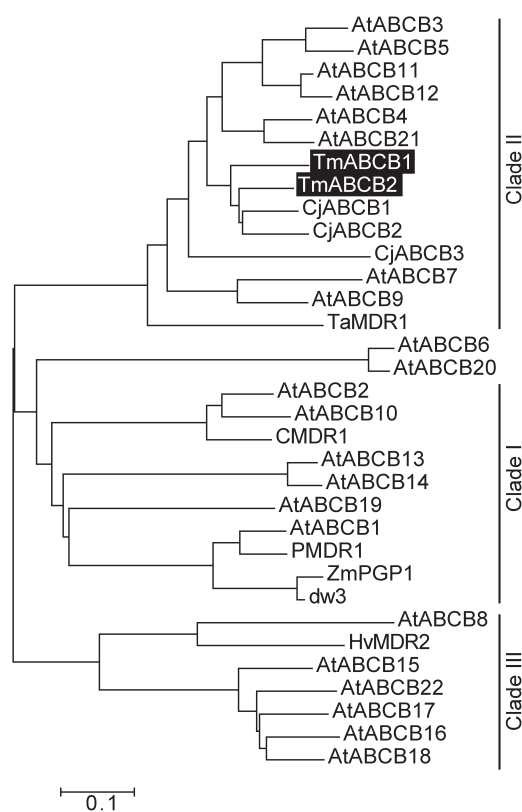 AtABCB3
AtABCB5
AtABCB11
AtABCB12
AtABCB4
AtABCB21
TmABCB1
TmABCB2
CjABCB1
CjABCB2
CjABCB3
AtABCB7
AtABCB9
TaMDR1
Clade II
AtABCB6
AtABCB20
AtABCB2
AtABCB10
CMDR1
AtABCB13
AtABCB14
AtABCB19
AtABCB1
PMDR1
ZmPGP1
dw3
Clade I
AtABCB8
HvMDR2
AtABCB15
AtABCB22
AtABCB17
AtABCB16
AtABCB18
Clade III
0.1